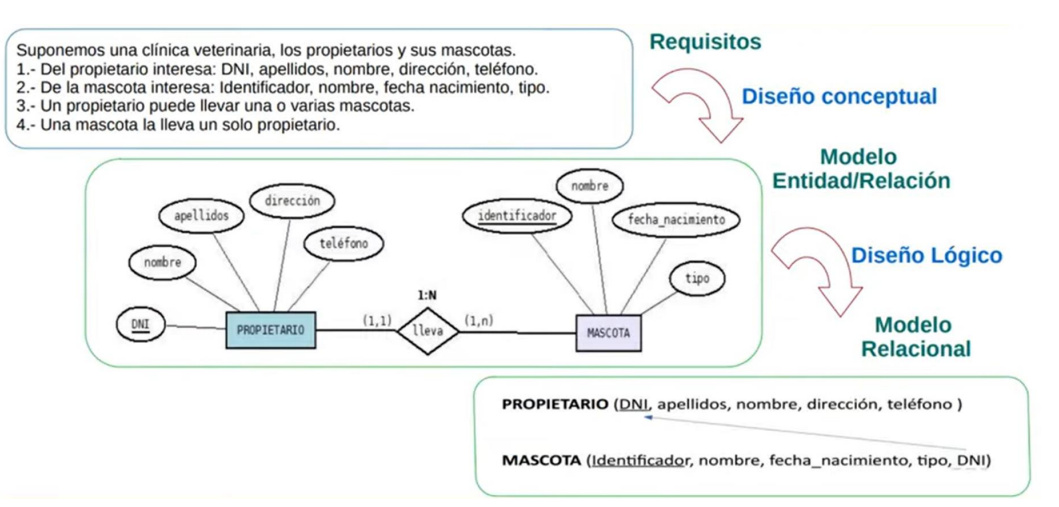 Suponemos una clínica veterinaria, los propietarios y sus mascotas.
1.- Del propietario interesa: DNI, apellidos, nombre, dirección, teléfono.
2.- De la mascota interesa: Identificador, nombre, fecha nacimiento, tipo.
3.- Un propietario puede llevar una o varias mascotas.
4.- Una mascota la lleva un solo propietario.
Requisitos
Diseño conceptual
Modelo
Entidad/Relación
nombre
dirección
identificador
apellidos
fecha_nacimiento
teléfono
nombre
tipo
1:N
DNI
PROPIETARIO
(1,1)
lleva
(1,n)
MASCOTA
Diseño Lógico
Modelo
Relacional
PROPIETARIO (DNI, apellidos, nombre, dirección, teléfono )
MASCOTA (Identificador, nombre, fecha_nacimiento, tipo, DNI)